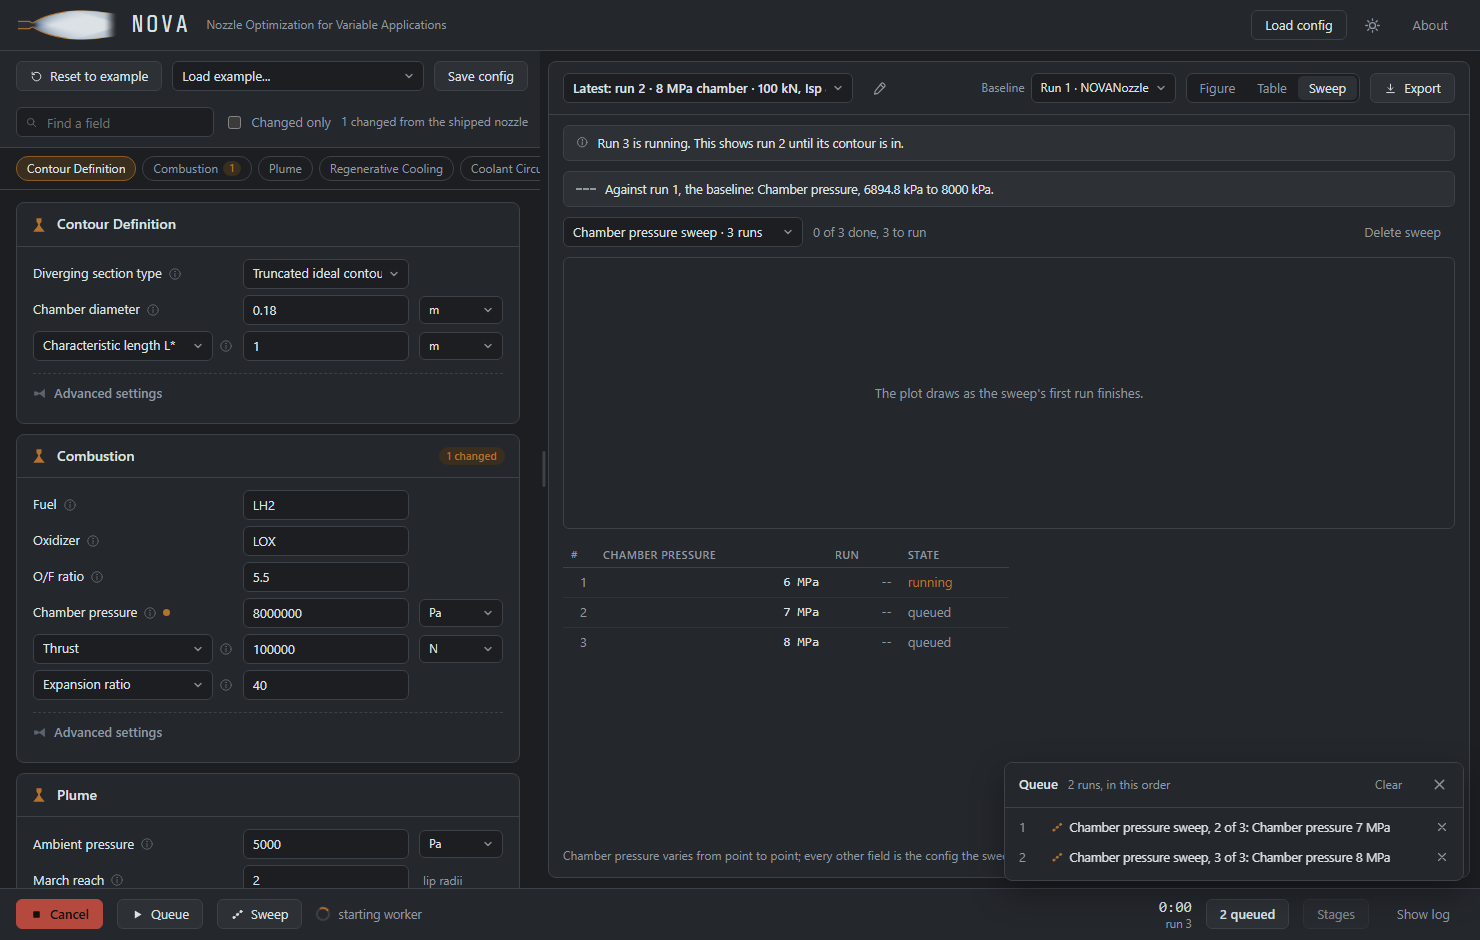 NOVA
Nozzle Optimization for Variable Applications
Load config
About
Reset to example
Load example...
Save config
Find a field
Changed only
1 changed from the shipped nozzle
Contour Definition
Combustion 1
Plume
Regenerative Cooling
Coolant Circu
Contour Definition
Diverging section type
Truncated ideal contou
Chamber diameter
0.18
m
Characteristic length L*
1
m
Advanced settings
Combustion
1 changed
Fuel
LH2
Oxidizer
LOX
O/F ratio
5.5
Chamber pressure
8000000
Pa
Thrust
100000
N
Expansion ratio
40
Advanced settings
Plume
Ambient pressure
5000
Pa
March reach
2
lip radii
Latest: run 2 · 8 MPa chamber · 100 kN, Isp
Baseline
Run 1 · NOVANozzle
Figure
Table
Sweep
Export
Run 3 is running. This shows run 2 until its contour is in.
Against run 1, the baseline: Chamber pressure, 6894.8 kPa to 8000 kPa.
Chamber pressure sweep · 3 runs
0 of 3 done, 3 to run
Delete sweep
The plot draws as the sweep's first run finishes.
# CHAMBER PRESSURE RUN STATE
1 6 MPa -- running
2 7 MPa -- queued
3 8 MPa -- queued
Chamber pressure varies from point to point; every other field is the config the swee
Queue
2 runs, in this order
Clear
1 Chamber pressure sweep, 2 of 3: Chamber pressure 7 MPa
2 Chamber pressure sweep, 3 of 3: Chamber pressure 8 MPa
Cancel
Queue
Sweep
starting worker
0:00
run 3
2 queued
Stages
Show log